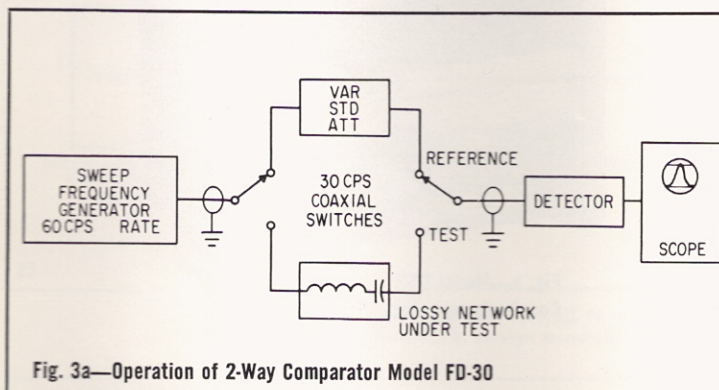 VAR
STD
ATT
REFERENCE
SWEEP
FREQUENCY
GENERATOR
60CPS RATE
30 CPS
COAXIAL
SWITCHES
DETECTOR
TEST
SCOPE
LOSSY NETWORK
UNDER TEST
Fig. 3a—Operation of 2-Way Comparator Model FD-30